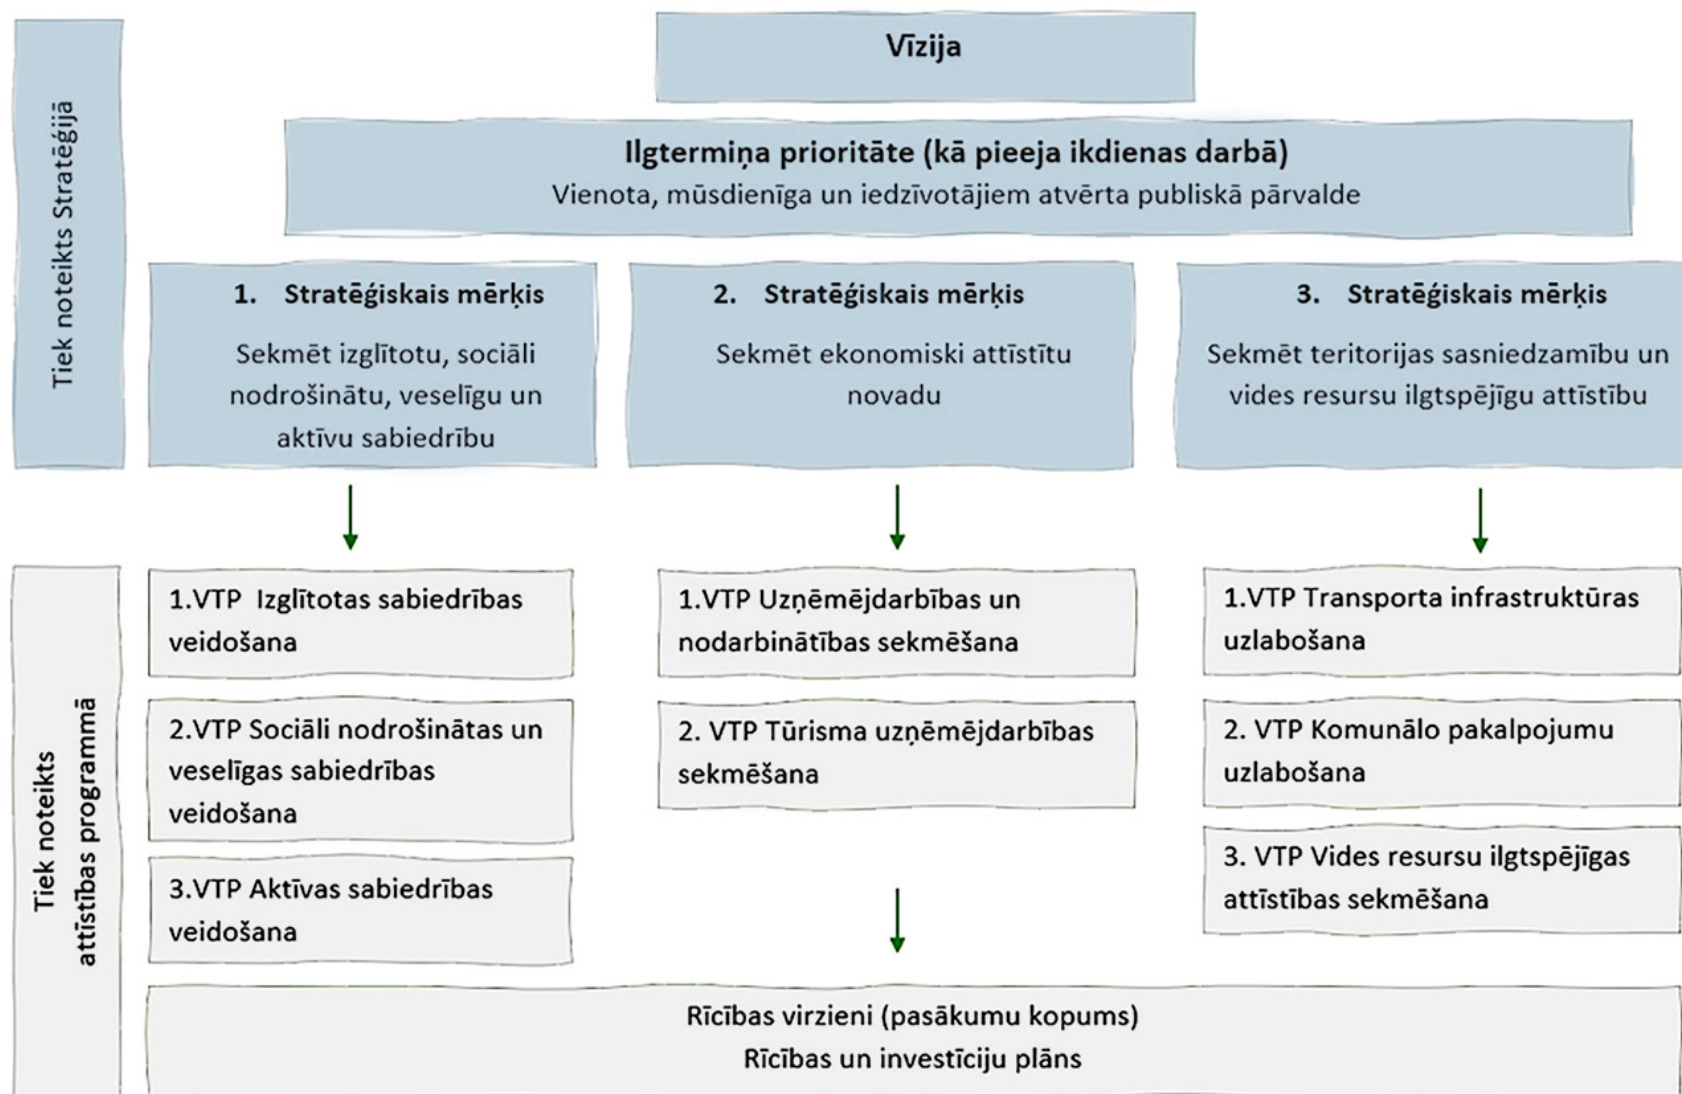 Tiek noteikts Stratēģijā
Vīzija
Ilgtermiņa prioritāte (kā pieeja ikdienas darbā)
Vienota, mūsdienīga un iedzīvotājiem atvērta publiskā pārvalde
1. Stratēģiskais mērķis
Sekmēt izglītotu, sociāli
nodrošinātu, veselīgu un
aktīvu sabiedrību
2. Stratēģiskais mērķis
Sekmēt ekonomiski attīstītu
novadu
3. Stratēģiskais mērķis
Sekmēt teritorijas sasniedzamību un
vides resursu ilgtspējīgu attīstību
Tiek noteikts
attīstības programmā
1.VTP Izglītotas sabiedrības
veidošana
2.VTP Sociāli nodrošinātas un
veselīgas sabiedrības
veidošana
3.VTP Aktīvas sabiedrības
veidošana
1.VTP Uzņēmējdarbības un
nodarbinātības sekmēšana
2. VTP Tūrisma uzņēmējdarbības
sekmēšana
1.VTP Transporta infrastruktūras
uzlabošana
2. VTP Komunālo pakalpojumu
uzlabošana
3. VTP Vides resursu ilgtspējīgas
attīstības sekmēšana
Rīcības virzieni (pasākumu kopums)
Rīcības un investīciju plāns